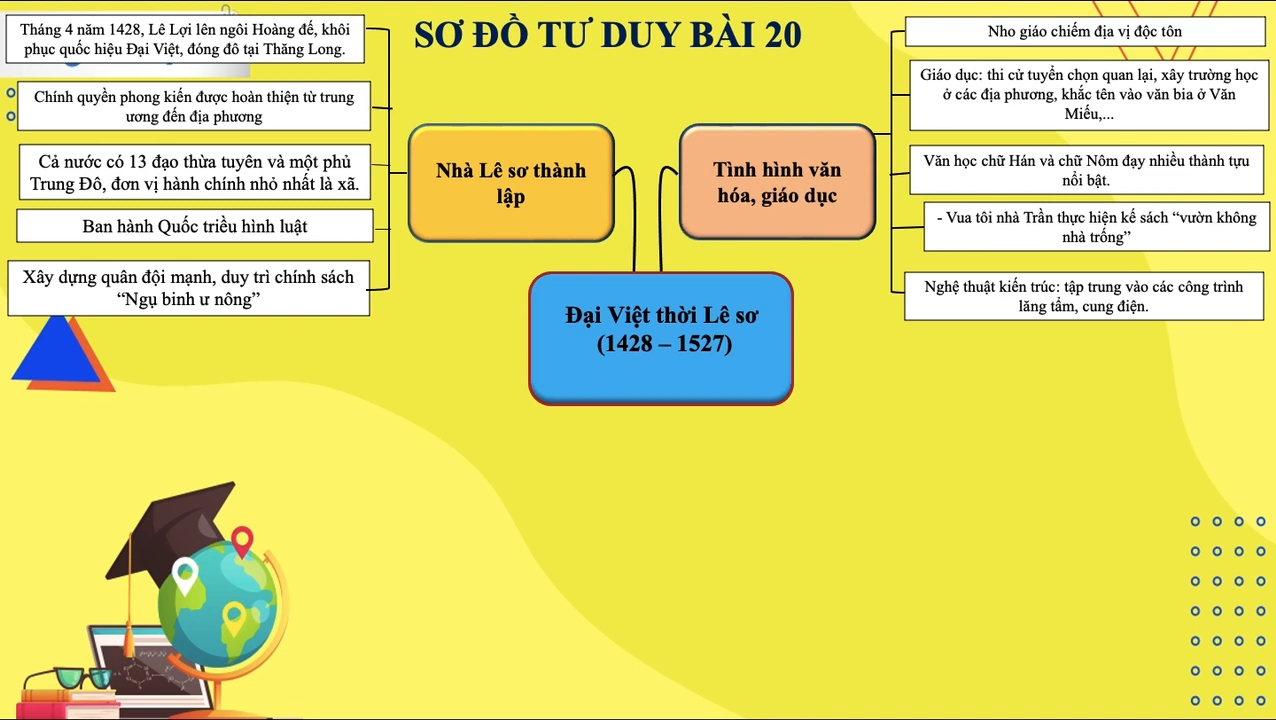 SƠ ĐỒ TƯ DUY BÀI 20
Tháng 4 năm 1428, Lê Lợi lên ngôi Hoàng đế, khôi
phục quốc hiệu Đại Việt, đóng đô tại Thăng Long.
Chính quyền phong kiến được hoàn thiện từ trung
ương đến địa phương
Cả nước có 13 đạo thừa tuyên và một phủ
Trung Đô, đơn vị hành chính nhỏ nhất là xã.
Ban hành Quốc triều hình luật
Xây dựng quân đội mạnh, duy trì chính sách
“Ngụ binh ư nông”
Nhà Lê sơ thành
lập
Tình hình văn
hóa, giáo dục
Đại Việt thời Lê sơ
(1428 – 1527)
Nho giáo chiếm địa vị độc tôn
Giáo dục: thi cử tuyển chọn quan lại, xây trường học
ở các địa phương, khắc tên vào văn bia ở Văn
Miếu,...
Văn học chữ Hán và chữ Nôm đạy nhiều thành tựu
nổi bật.
- Vua tôi nhà Trần thực hiện kế sách “vườn không
nhà trống”
Nghệ thuật kiến trúc: tập trung vào các công trình
lăng tẩm, cung điện.